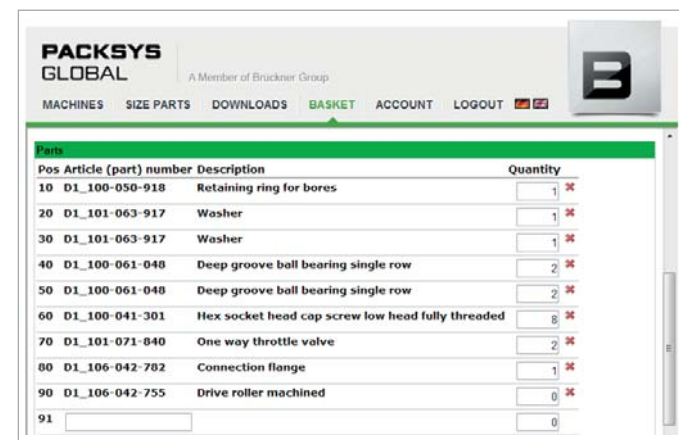 PACKSYS
GLOBAL
A Member of Brückner Group
MACHINES SIZE PARTS DOWNLOADS BASKET ACCOUNT LOGOUT
B
Parts
Pos Article (part) number Description Quantity
10 D1_100-050-918 Retaining ring for bores 1
20 D1_101-063-917 Washer 1
30 D1_101-063-917 Washer 1
40 D1_100-061-048 Deep groove ball bearing single row 2
50 D1_100-061-048 Deep groove ball bearing single row 2
60 D1_100-041-301 Hex socket head cap screw low head fully threaded 8
70 D1_101-071-840 One way throttle valve 2
80 D1_106-042-782 Connection flange 1
90 D1_106-042-755 Drive roller machined 0
91 0